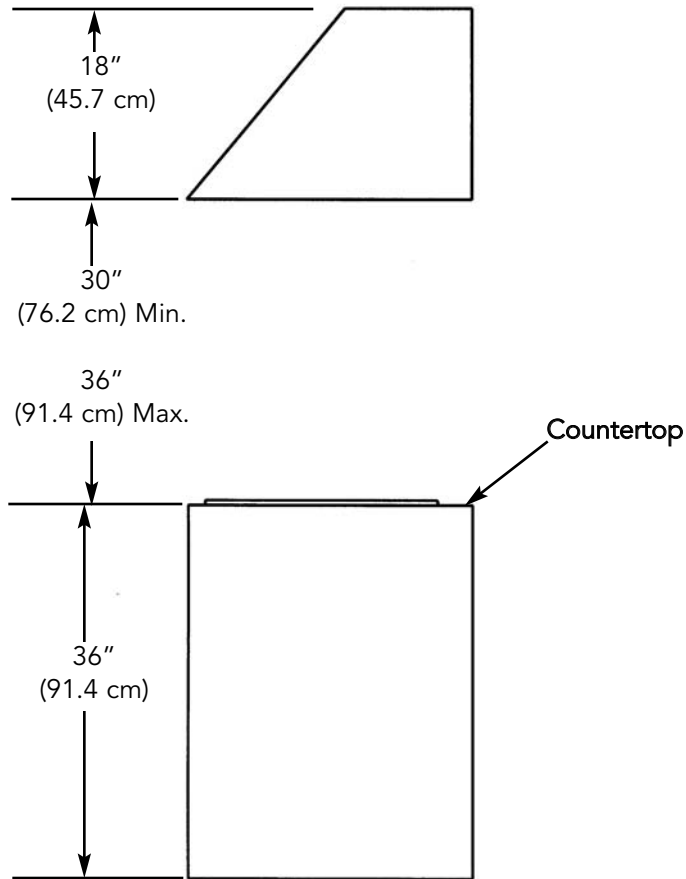 18"
(45.7 cm)
30"
(76.2 cm) Min.
36"
(91.4 cm) Max.
Countertop
36"
(91.4 cm)